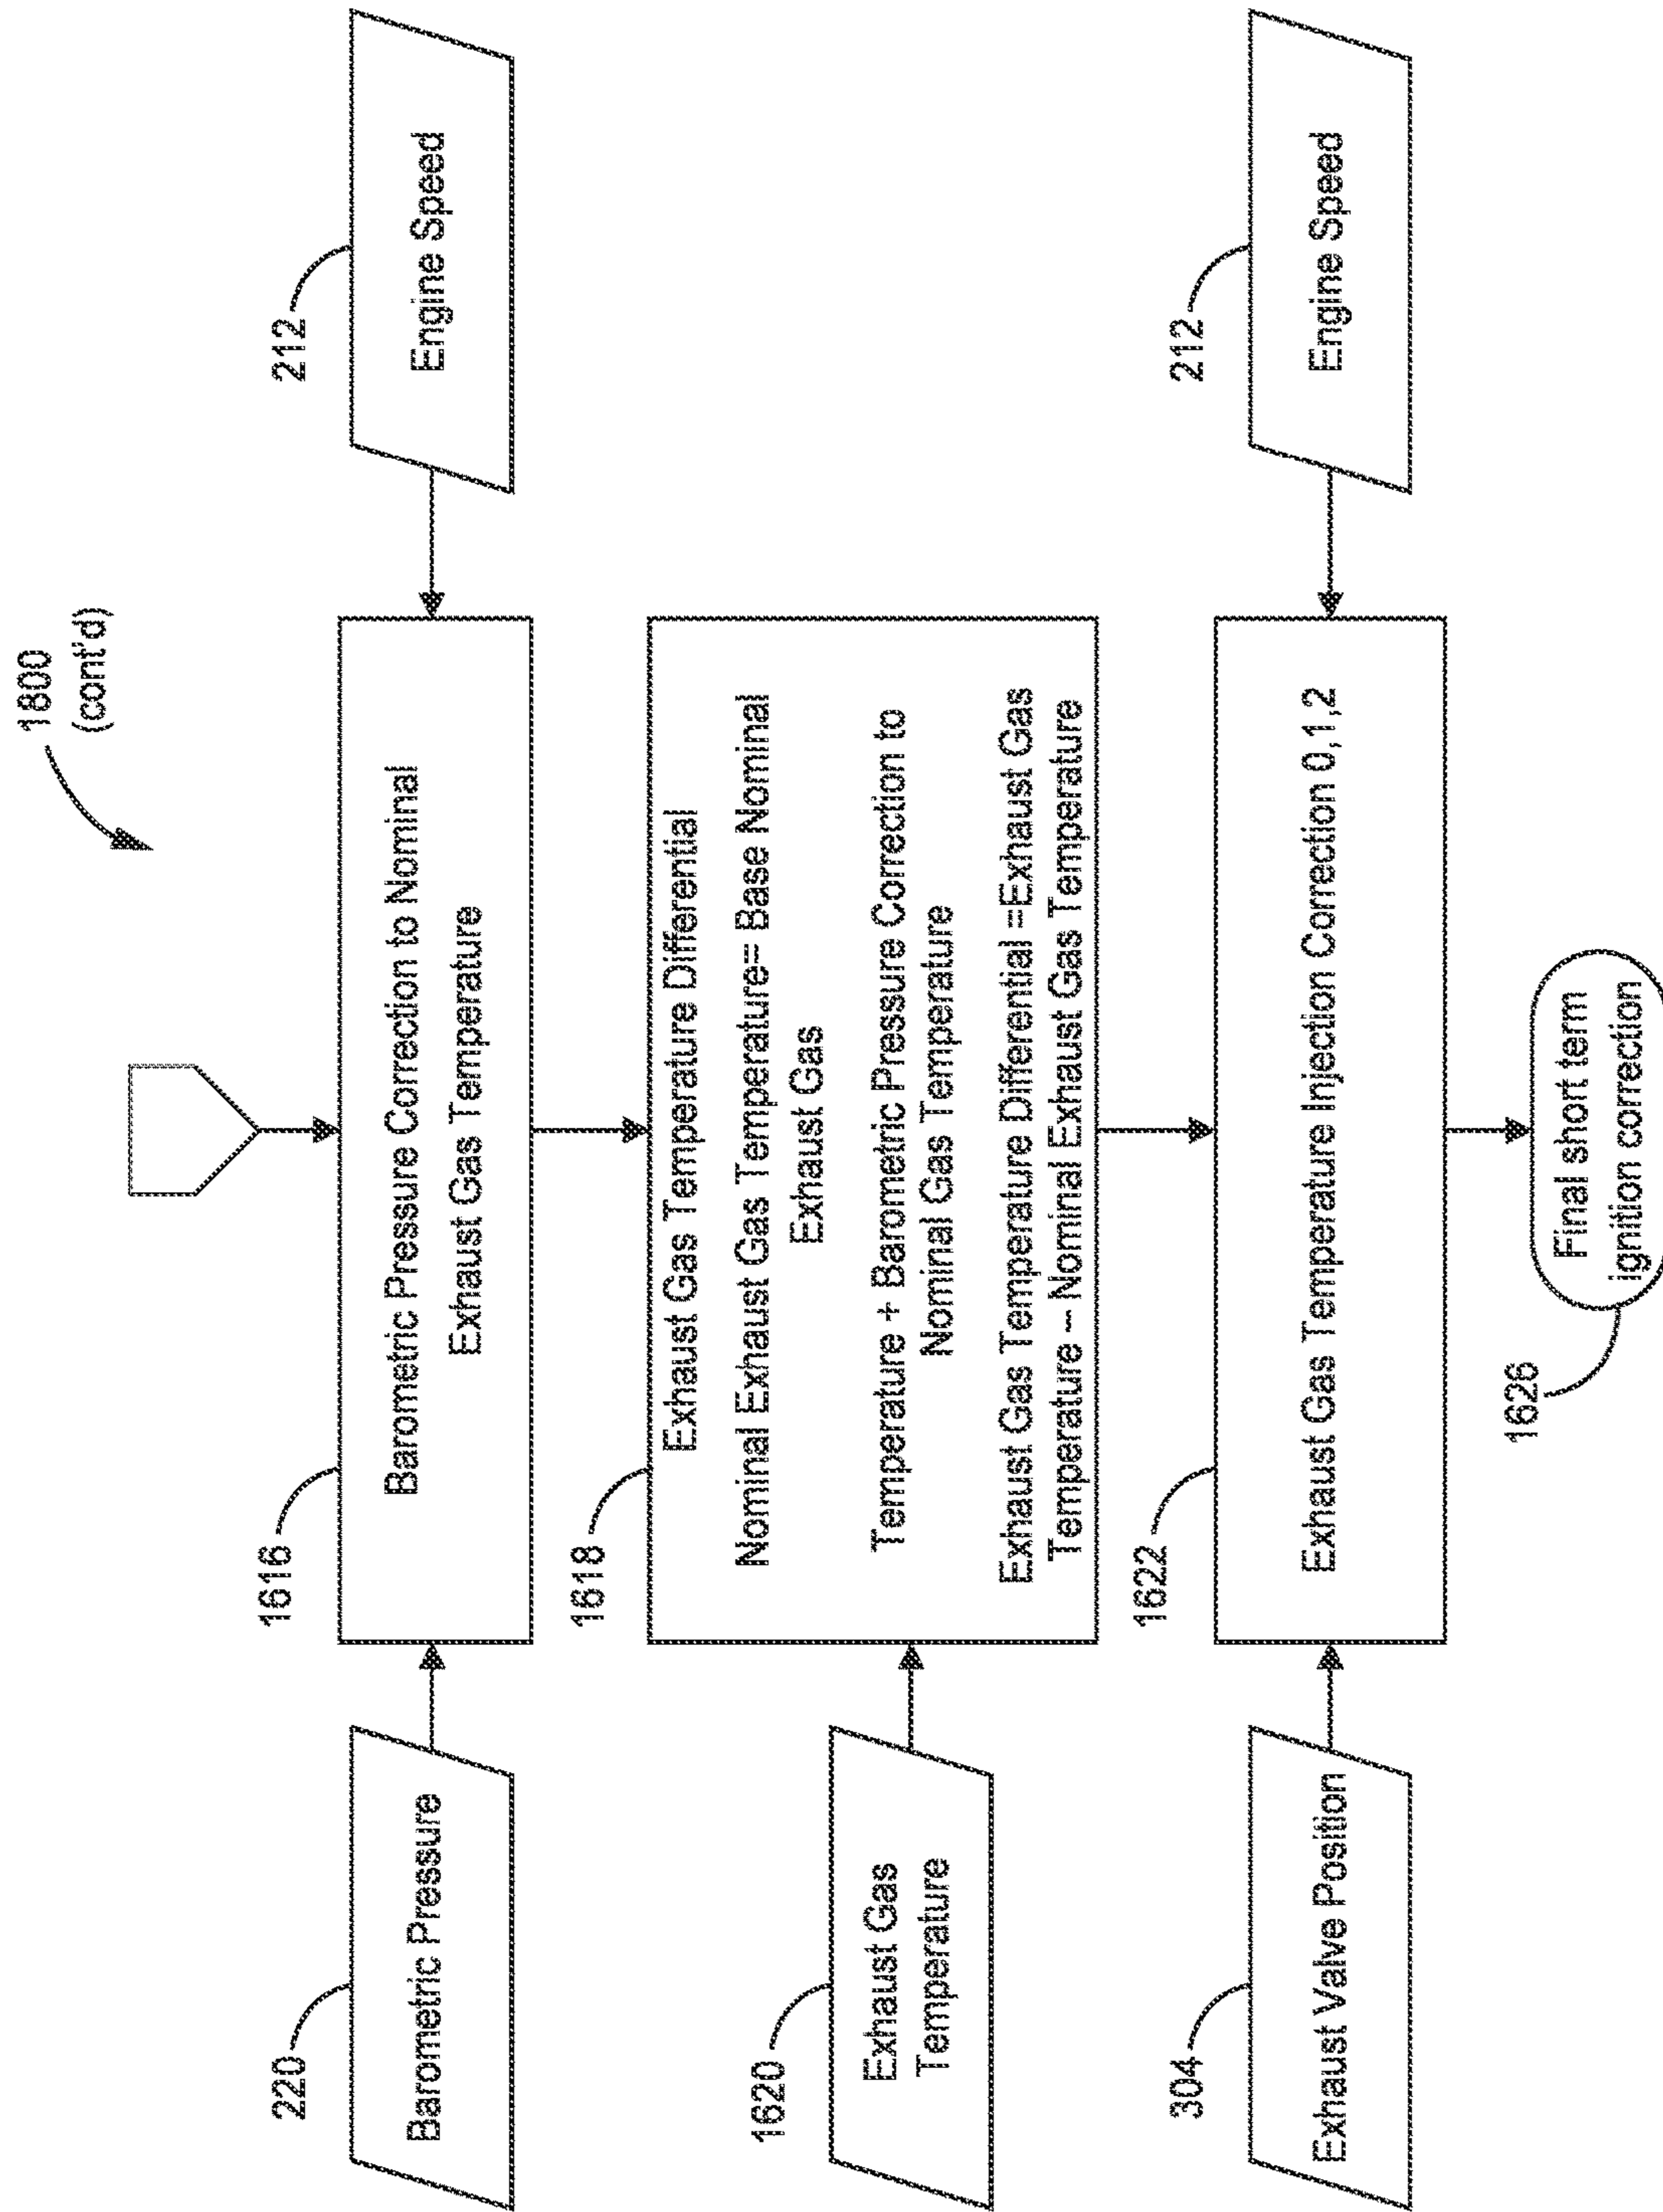 1800
(cont'd)
220
Barometric Pressure
1616
Barometric Pressure Correction to Nominal
Exhaust Gas Temperature
212
Engine Speed
1618
Exhaust Gas Temperature Differential
Nominal Exhaust Gas Temperature= Base Nominal
Exhaust Gas
Temperature + Barometric Pressure Correction to
Nominal Gas Temperature
Exhaust Gas Temperature Differential =Exhaust Gas
Temperature – Nominal Exhaust Gas Temperature
1620
Exhaust Gas
Temperature
304
Exhaust Valve Position
1622
Exhaust Gas Temperature Injection Correction 0,1,2
212
Engine Speed
1626
Final short term
ignition correction